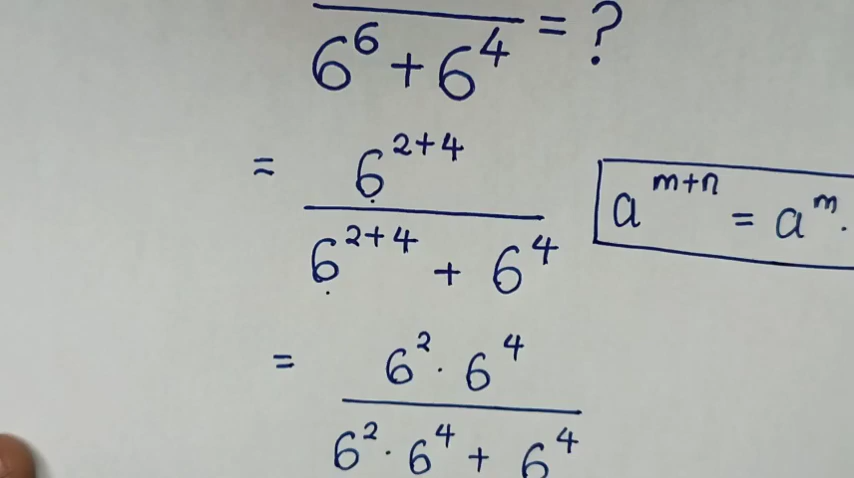 6^6 + 6^4 = ?
= 6^(2+4) / (6^(2+4) + 6^4)
a^(m+n) = a^m ·
= (6^2 · 6^4) / (6^2 · 6^4 + 6^4)